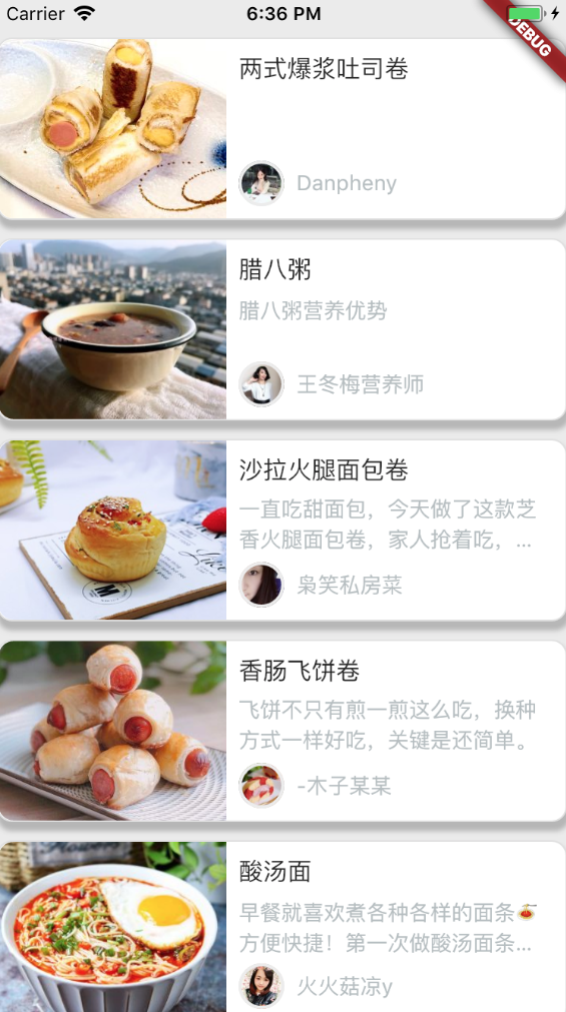 Carrier 6:36 PM
DEBUG
两式爆浆吐司卷
Danpheny
腊八粥
腊八粥营养优势
王冬梅营养师
沙拉火腿面包卷
一直吃甜面包，今天做了这款芝
香火腿面包卷，家人抢着吃，...
枭笑私房菜
香肠飞饼卷
飞饼不只有煎一煎这么吃，换种
方式一样好吃，关键是还简单。
-木子某某
酸汤面
早餐就喜欢煮各种各样的面条🍝
方便快捷！第一次做酸汤面条...
火火菇凉y